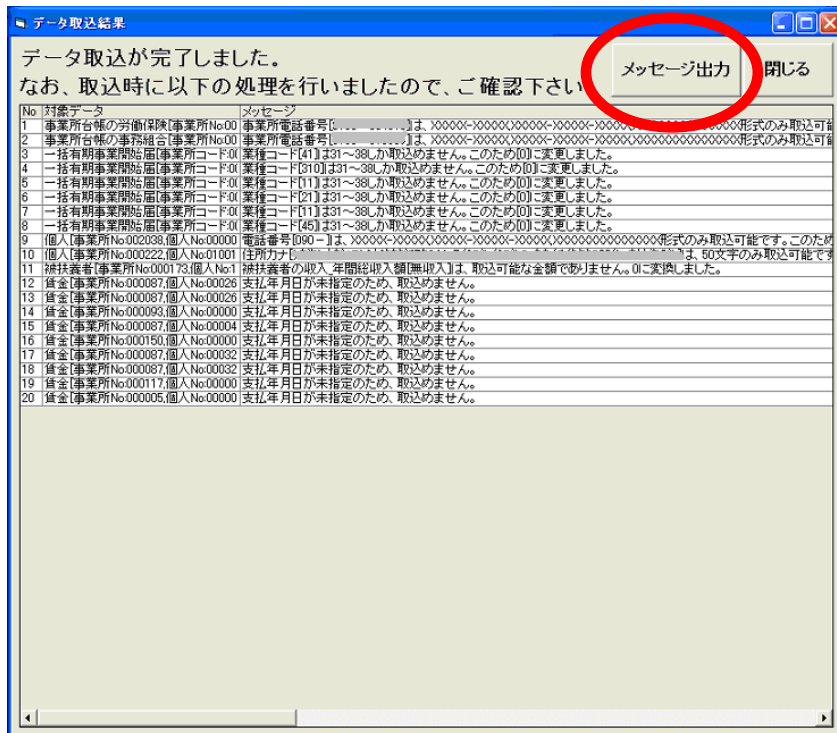 データ取込結果
データ取込が完了しました。
なお、取込時に以下の処理を行いましたので、ご確認下さい
メッセージ出力
閉じる
No 対象データ メッセージ
1 事業所台帳の労働保険[事業所No:00 事業所電話番号[ ]は、XXXXX(-)XXXX(XXXXX(-)XXXXX(-)XXXXX( 形式のみ取込可能
2 事業所台帳の事務組合[事業所No:00 事業所電話番号[ ]は、XXXXX(-)XXXX(XXXXX(-)XXXXX(-)XXXXX( 形式のみ取込可能
3 一括有期事業開始届[事業所コード:0( 業種コード[41]は31～38しか取込めません。このため[0]に変更しました。
4 一括有期事業開始届[事業所コード:0( 業種コード[310]は31～38しか取込めません。このため[0]に変更しました。
5 一括有期事業開始届[事業所コード:0( 業種コード[11]は31～38しか取込めません。このため[0]に変更しました。
6 一括有期事業開始届[事業所コード:0( 業種コード[21]は31～38しか取込めません。このため[0]に変更しました。
7 一括有期事業開始届[事業所コード:0( 業種コード[11]は31～38しか取込めません。このため[0]に変更しました。
8 一括有期事業開始届[事業所コード:0( 業種コード[45]は31～38しか取込めません。このため[0]に変更しました。
9 個人[事業所No:002038,個人No:00000 電話番号[090－]は、 形式のみ取込可能です。このため
10 個人[事業所No:000222,個人No:01001 住所カナ[ ]は、50文字のみ取込可能です
11 被扶養者[事業所No:000173,個人No:1 被扶養者の収入_年間総収入額[無収入]は、取込可能な金額でありません。0に変換しました。
12 賃金[事業所No:000087,個人No:00026 支払年月日が未指定のため、取込めません。
13 賃金[事業所No:000087,個人No:00026 支払年月日が未指定のため、取込めません。
14 賃金[事業所No:000093,個人No:00000 支払年月日が未指定のため、取込めません。
15 賃金[事業所No:000087,個人No:00004 支払年月日が未指定のため、取込めません。
16 賃金[事業所No:000150,個人No:00000 支払年月日が未指定のため、取込めません。
17 賃金[事業所No:000087,個人No:00032 支払年月日が未指定のため、取込めません。
18 賃金[事業所No:000087,個人No:00032 支払年月日が未指定のため、取込めません。
19 賃金[事業所No:000117,個人No:00000 支払年月日が未指定のため、取込めません。
20 賃金[事業所No:000005,個人No:00000 支払年月日が未指定のため、取込めません。